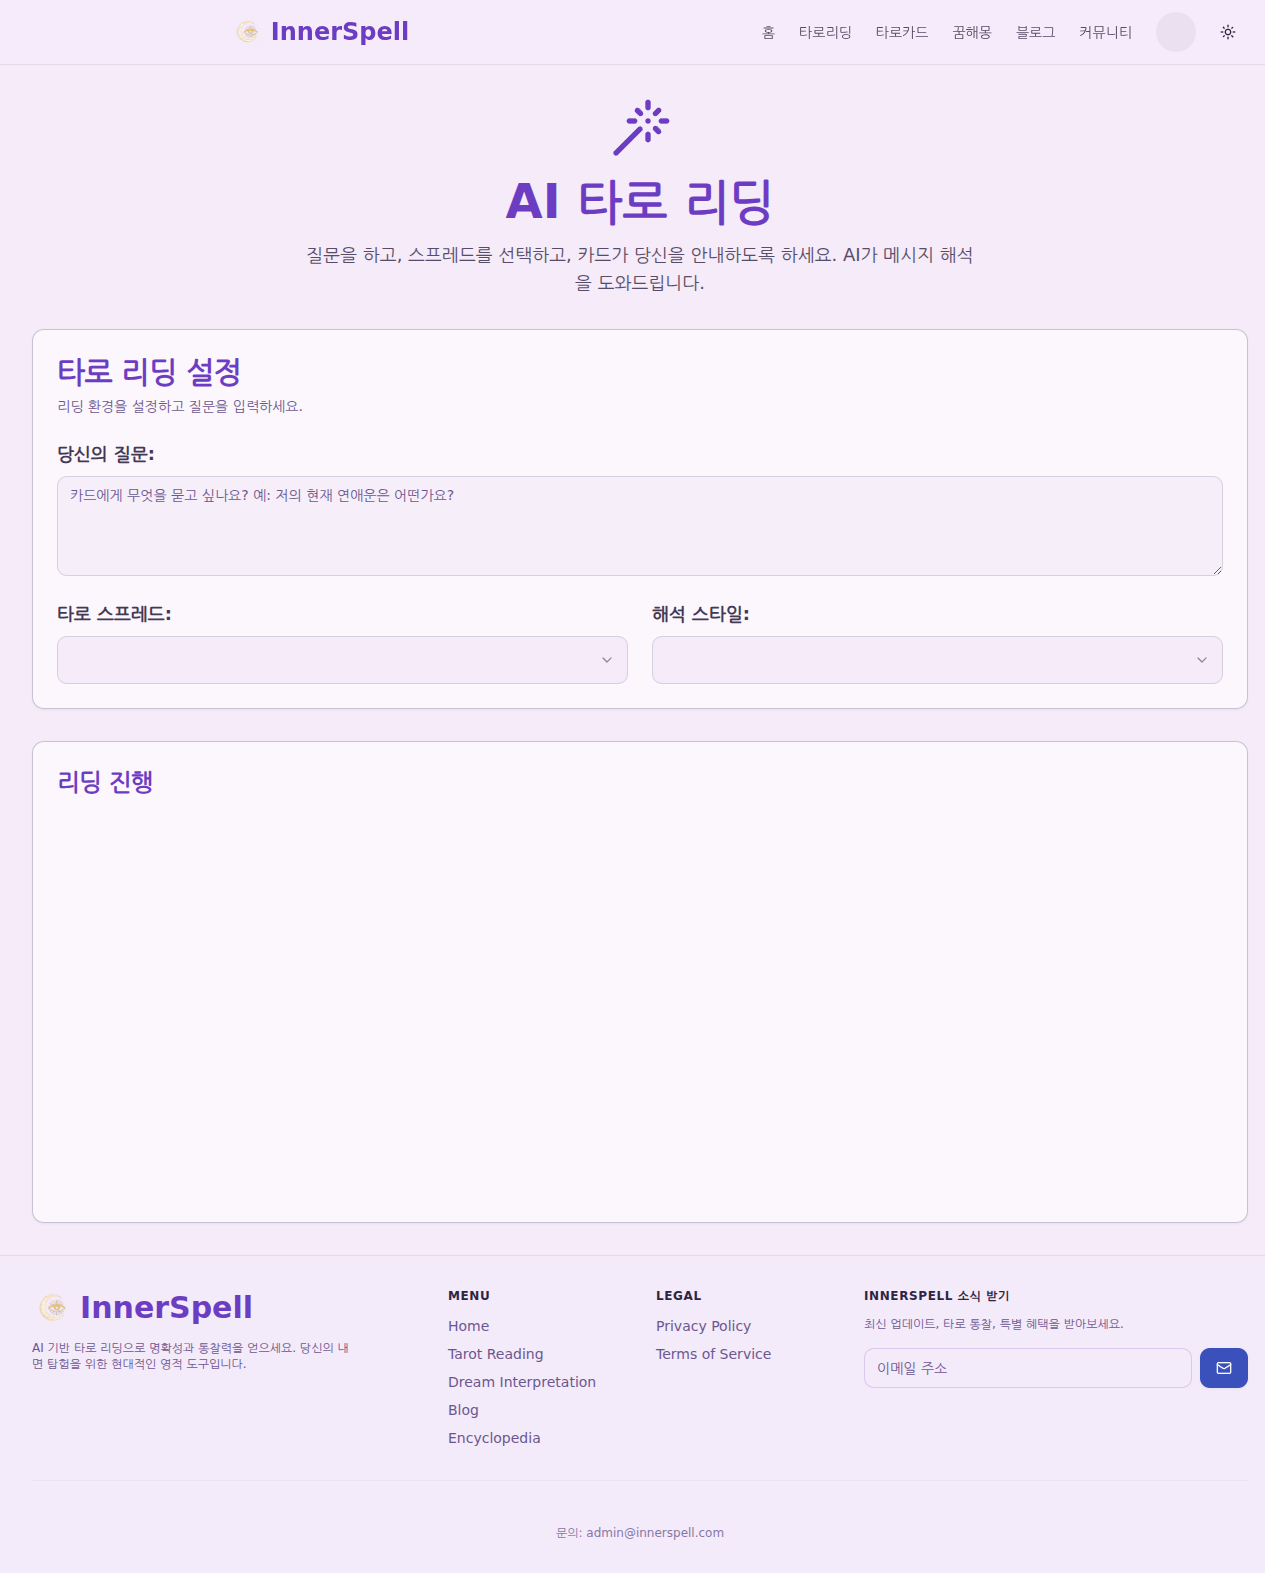 InnerSpell
홈 타로리딩 타로카드 꿈해몽 블로그 커뮤니티
AI 타로 리딩
질문을 하고, 스프레드를 선택하고, 카드가 당신을 안내하도록 하세요. AI가 메시지 해석
을 도와드립니다.
타로 리딩 설정
리딩 환경을 설정하고 질문을 입력하세요.
당신의 질문:
카드에게 무엇을 묻고 싶나요? 예: 저의 현재 연애운은 어떤가요?
타로 스프레드:
해석 스타일:
리딩 진행
InnerSpell
AI 기반 타로 리딩으로 명확성과 통찰력을 얻으세요. 당신의 내
면 탐험을 위한 현대적인 영적 도구입니다.
MENU
Home
Tarot Reading
Dream Interpretation
Blog
Encyclopedia
LEGAL
Privacy Policy
Terms of Service
INNERSPELL 소식 받기
최신 업데이트, 타로 통찰, 특별 혜택을 받아보세요.
이메일 주소
문의: admin@innerspell.com